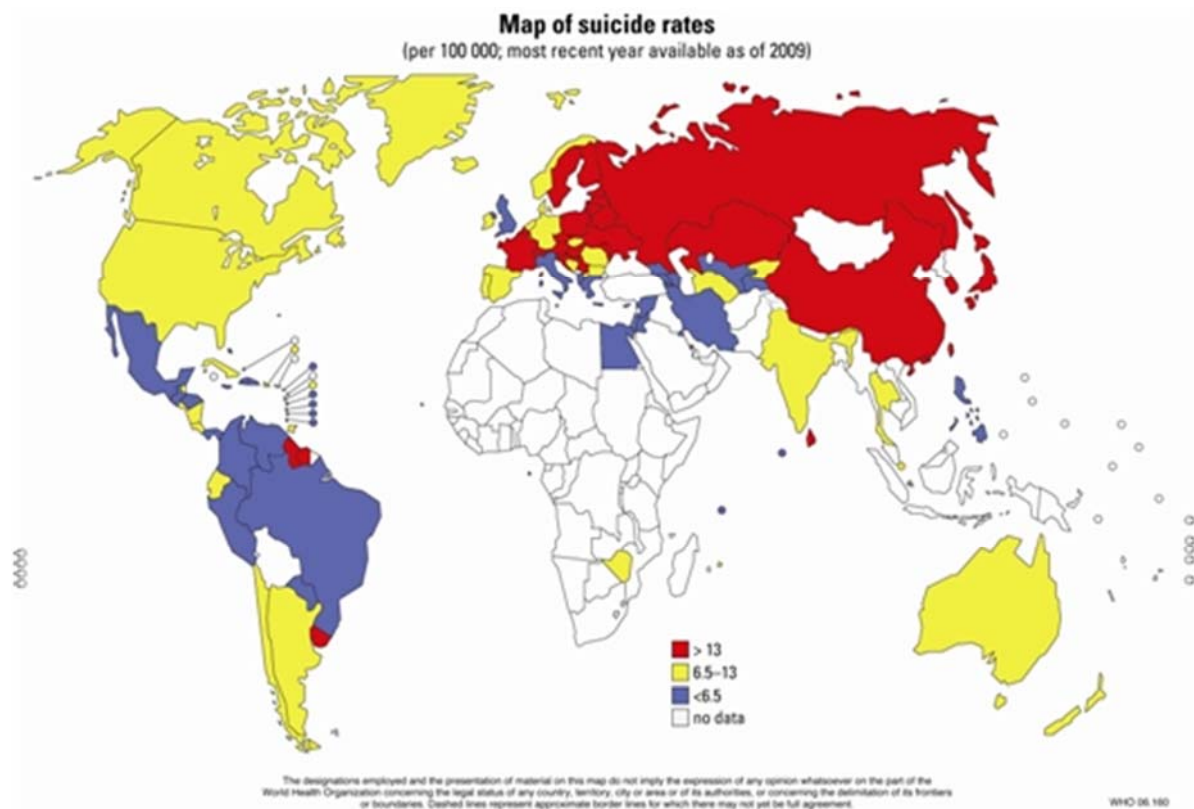 Map of suicide rates
(per 100 000; most recent year available as of 2009)
> 13
6.5–13
<6.5
no data
The designations employed and the presentation of material on this map do not imply the expression of any opinion whatsoever on the part of the
World Health Organization concerning the legal status of any country, territory, city or area or of its authorities, or concerning the delimitation of its frontiers
or boundaries. Dashed lines represent approximate border lines for which there may not yet be full agreement.
WHO 06.160